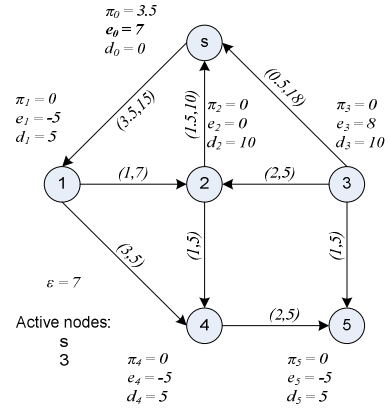 π0 = 3.5
e0 = 7
d0 = 0
s
π1 = 0
e1 = -5
d1 = 5
(3.5,15)
(1.5,10)
π2 = 0
e2 = 0
d2 = 10
(0.5,18)
π3 = 0
e3 = 8
d3 = 10
1
(1,7)
2
(2,5)
3
(3,5)
(1,5)
(1,5)
ε = 7
Active nodes:
s
3
4
(2,5)
5
π4 = 0
e4 = -5
d4 = 5
π5 = 0
e5 = -5
d5 = 5